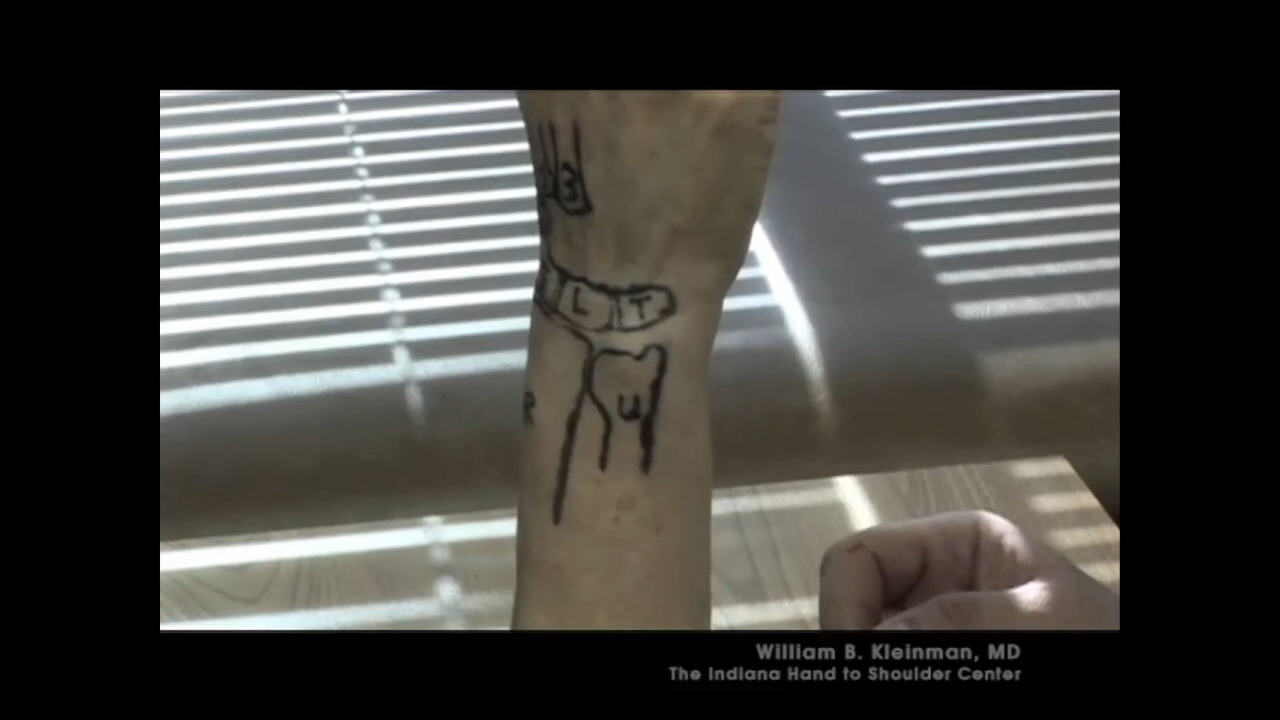 3
L T
R
u
William B. Kleinman, MD
The Indiana Hand to Shoulder Center